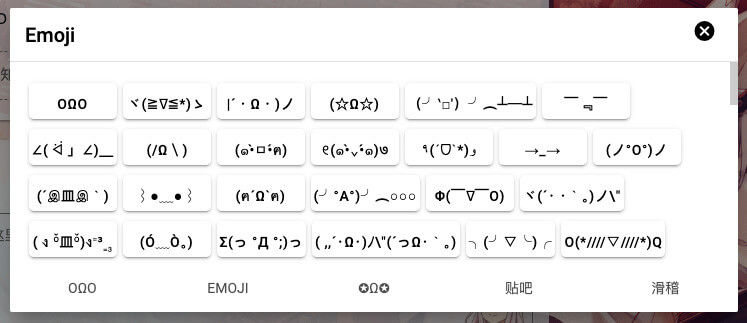 Emoji
OΩO
ヾ(≧∇≦*)ゝ
|´・Ω・)ノ
(☆Ω☆)
(╯‵□′)╯︵┴─┴
￣﹃￣
∠( ᐛ 」∠)＿
(/Ω＼)
(๑•̀ㅁ•́ฅ)
୧(๑•̀⌄•́๑)૭
٩(ˊᗜˋ*)و
→_→
(ノ°ο°)ノ
(´இ皿இ｀)
⌇●﹏●⌇
(ฅ´Ω`ฅ)
(╯°A°)╯︵○○○
φ(￣∇￣o)
ヾ(´･ ･｀｡)ノ"
( ง ᵒ̌皿ᵒ̌)ง⁼³₌₃
(ó﹏ò｡)
Σ(っ °Д °;)っ
( ,,´･Ω･)ﾉ"(´っΩ･｀｡)
╮(╯▽╰)╭
o(*////▽////*)q
OΩO
EMOJI
✪Ω✪
贴吧
滑稽